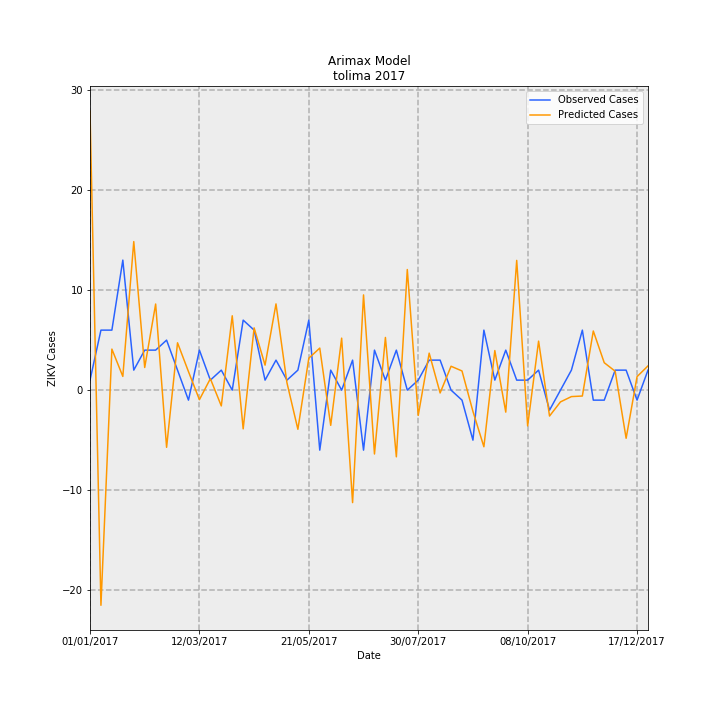 Arimax Model
tolima 2017
Observed Cases
Predicted Cases
ZIKV Cases
30
20
10
0
−10
−20
01/01/2017 12/03/2017 21/05/2017 30/07/2017 08/10/2017 17/12/2017
Date